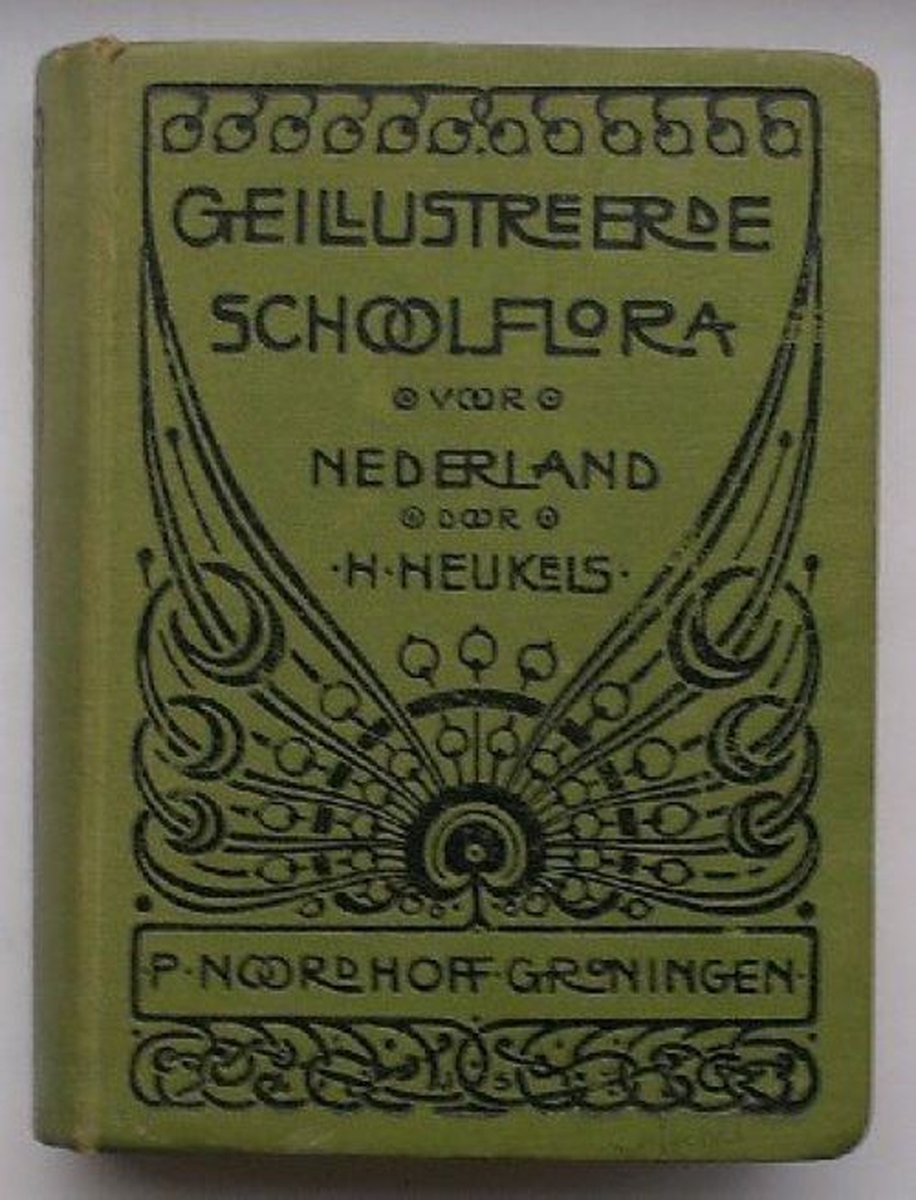 GEILLUSTREERDE
SCHOOLFLORA
VOOR
NEDERLAND
DOOR
·H·HEUKELS·
·P·NOORDHOFF·GRONINGEN·